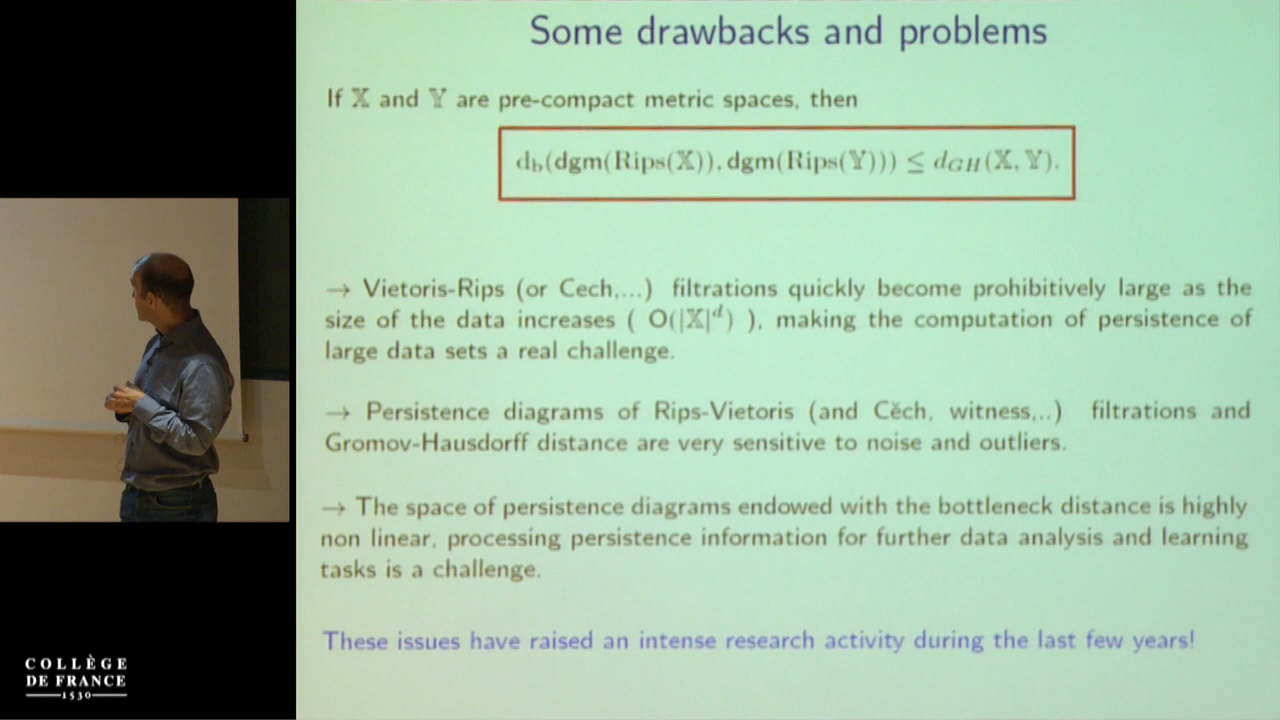 Some drawbacks and problems
If 𝕏 and 𝕐 are pre-compact metric spaces, then
d_b(dgm(Rips(𝕏)), dgm(Rips(𝕐))) ≤ d_{GH}(𝕏, 𝕐).
→ Vietoris-Rips (or Cech,...) filtrations quickly become prohibitively large as the
size of the data increases ( O(|𝕏|^d) ), making the computation of persistence of
large data sets a real challenge.
→ Persistence diagrams of Rips-Vietoris (and Cěch, witness,..) filtrations and
Gromov-Hausdorff distance are very sensitive to noise and outliers.
→ The space of persistence diagrams endowed with the bottleneck distance is highly
non linear, processing persistence information for further data analysis and learning
tasks is a challenge.
These issues have raised an intense research activity during the last few years!
COLLÈGE
DE FRANCE
1530